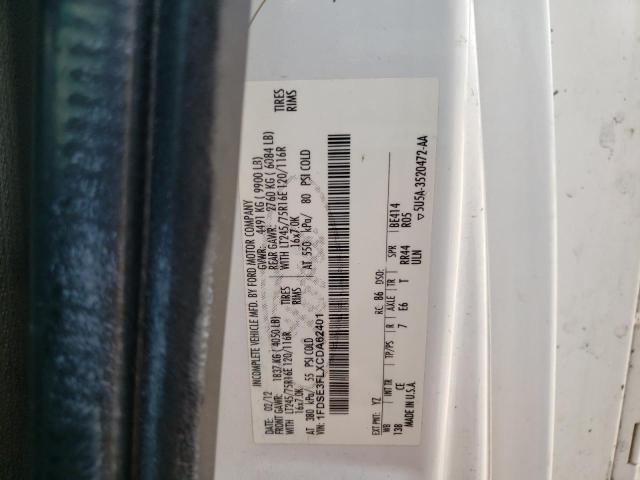 INCOMPLETE VEHICLE MFD. BY FORD MOTOR COMPANY
DATE: 02/12 GVWR: 4491 KG ( 9900 LB)
FRONT GAWR: 1837 KG ( 4050 LB) REAR GAWR: 2760 KG ( 6084 LB)
WITH LT245/75R16E 120/116R TIRES WITH LT245/75R16E 120/116R TIRES
16x7.0K RIMS 16x7.0K RIMS
AT 380 kPa/ 55 PSI COLD AT 550 kPa/ 80 PSI COLD
VIN: 1FDSE3FLXCDA62401
EXT PNT: YZ RC: 86 DSO:
WB INT TR TP/PS R AXLE TR SPR BE414
138 CE 7 E6 T RR44 R05
MADE IN U.S.A. ULN
▽5U5A-3520472-AA